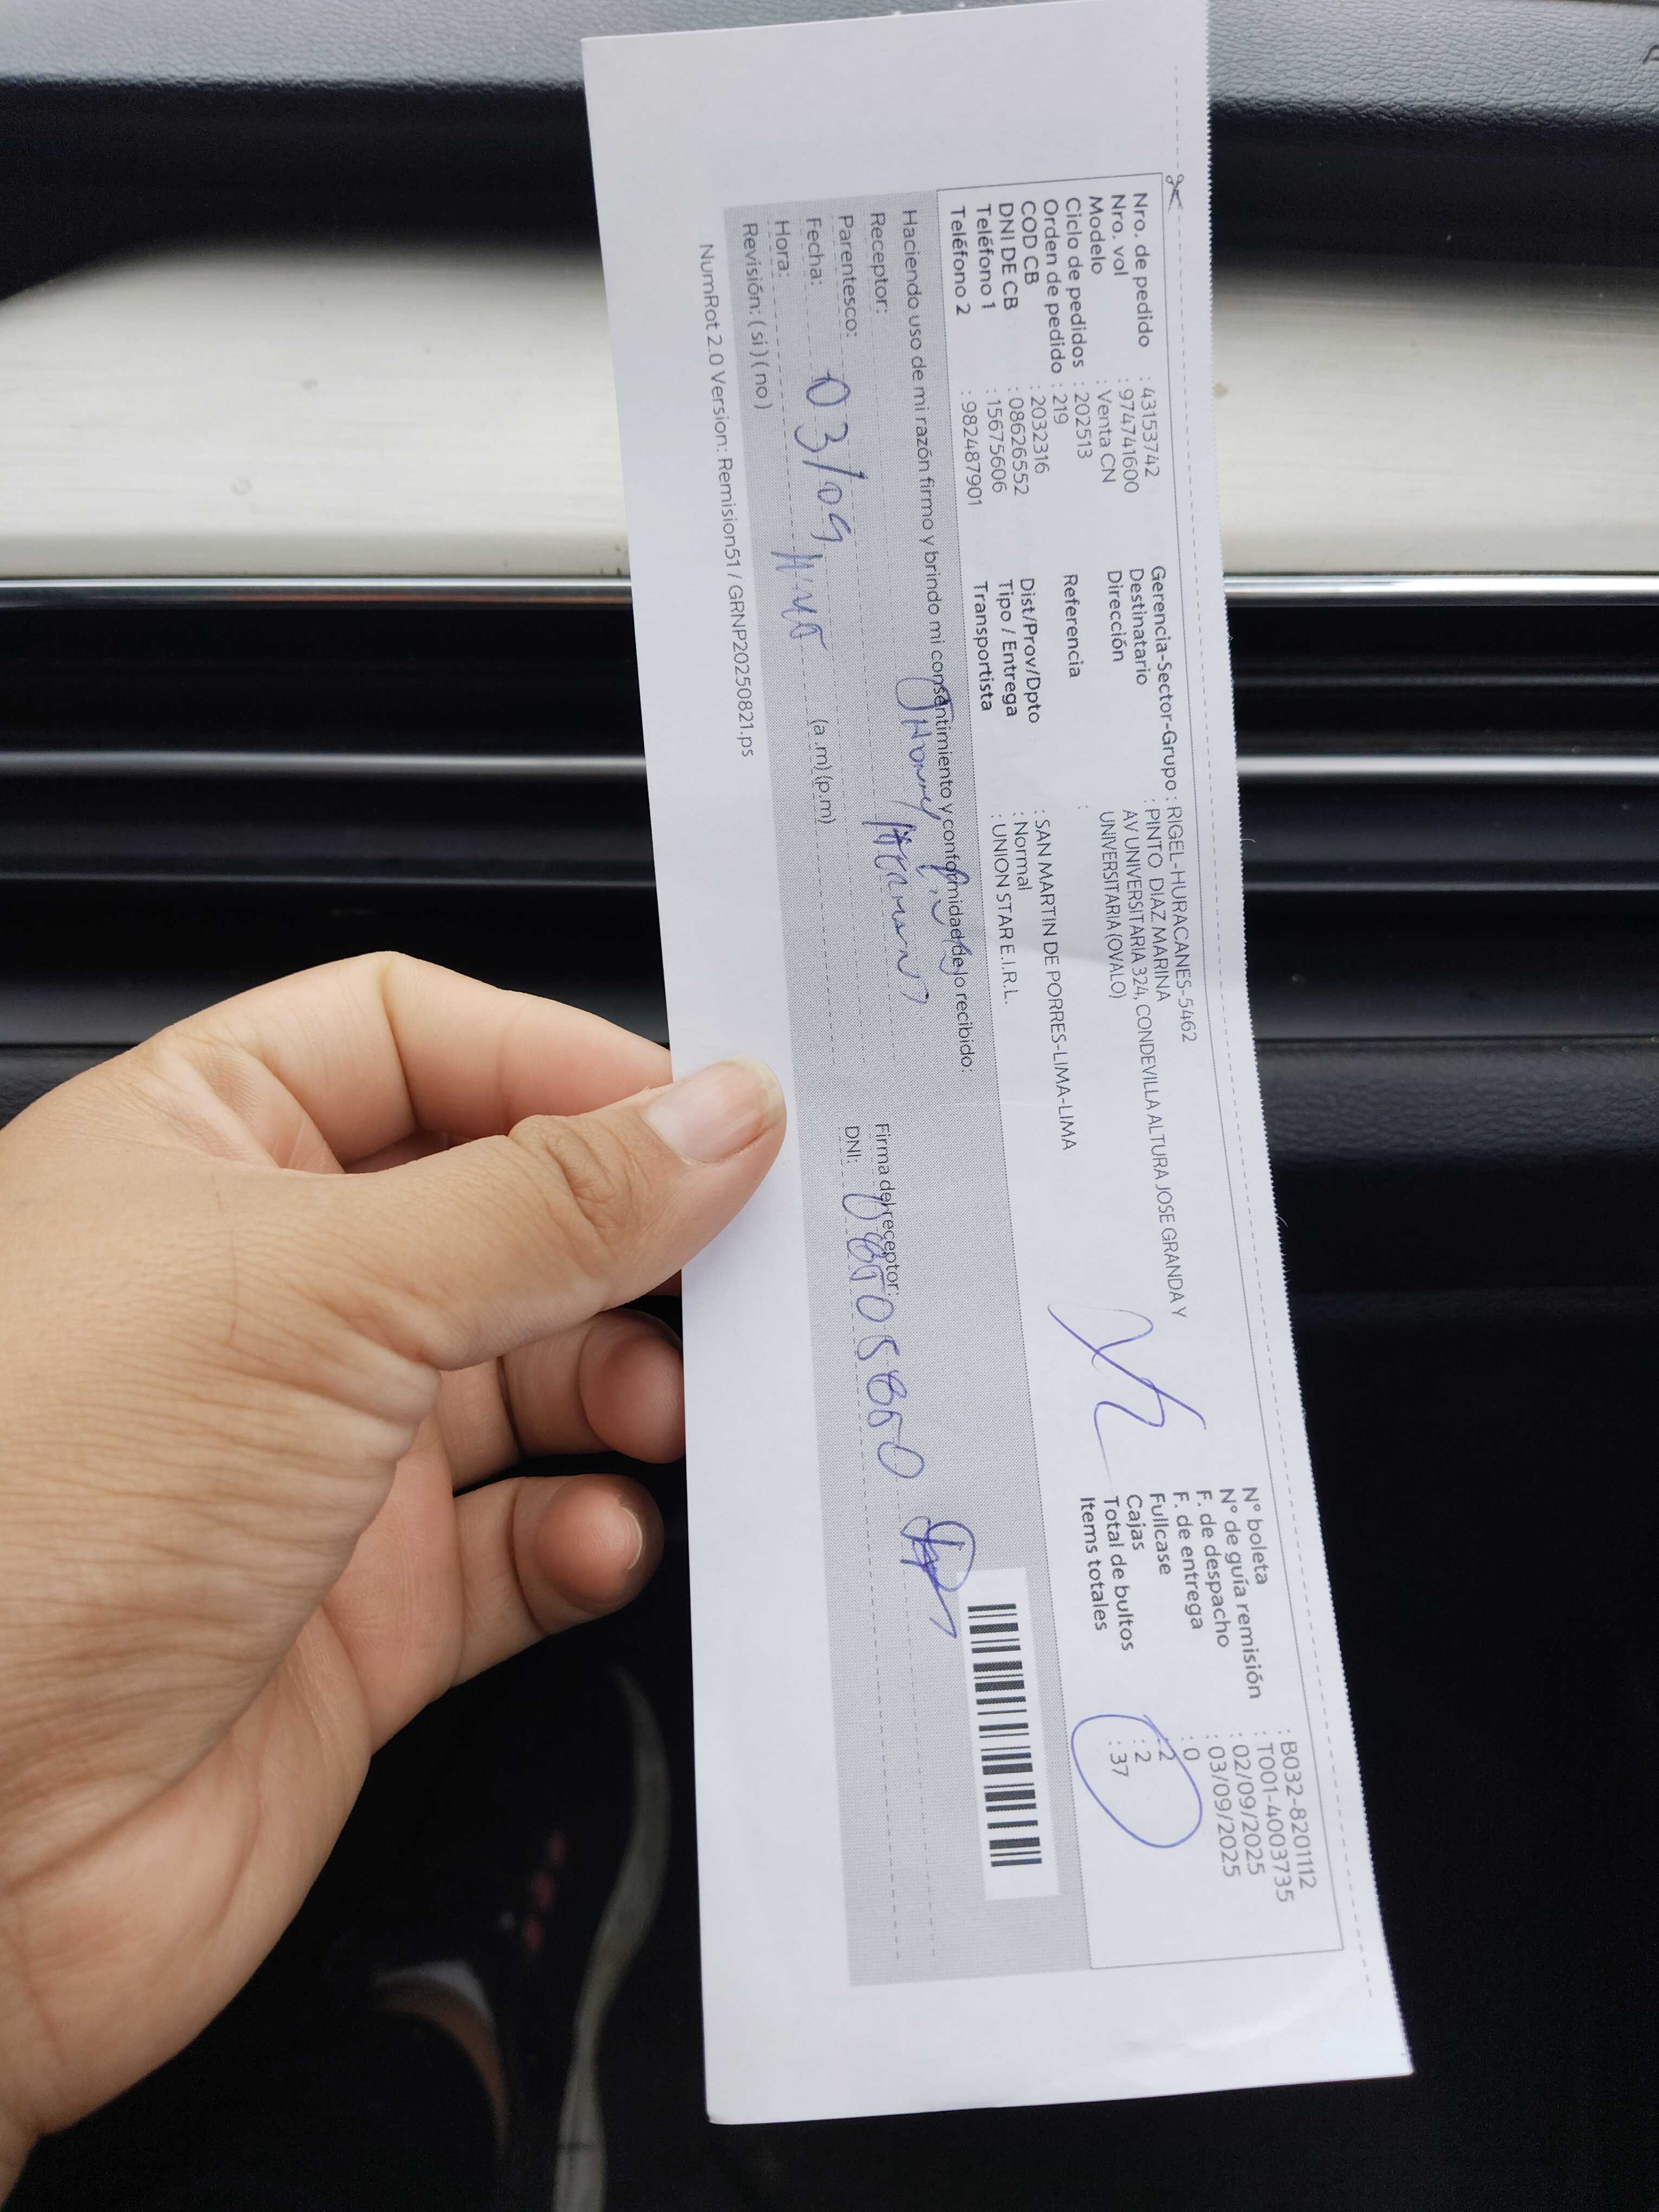 Nro. de pedido : 43153742
Nro. vol : 974741600
Modelo : Venta CN
Ciclo de pedidos : 202513
Orden de pedido : 219
COD CB : 2032316
DNI DE CB : 08626552
Teléfono 1 : 15675606
Teléfono 2 : 982487901
Gerencia-Sector-Grupo : RIGEL-HURACANES-5462
Destinatario : PINTO DIAZ MARINA
Dirección : AV UNIVERSITARIA 324, CONDEVILLA ALTURA JOSE GRANDA Y
UNIVERSITARIA (OVALO)
Referencia :
Dist/Prov/Dpto : SAN MARTIN DE PORRES-LIMA-LIMA
Tipo / Entrega : Normal
Transportista : UNION STAR E.I.R.L.
N° boleta : B032-8201112
N° de guía remisión : T001-4003735
F. de despacho : 02/09/2025
F. de entrega : 03/09/2025
Fullcase : 0
Cajas : 2
Total de bultos : 2
Items totales : 37
Haciendo uso de mi razón firmo y brindo mi consentimiento y conformidad de lo recibido:
Receptor:
Parentesco:
Fecha: 03/09
Hora: (a .m) (p.m)
Revisión: ( si ) ( no )
Firma del receptor:
DNI:
NumRot 2.0 Version: Remision51 / GRNP20250821.ps